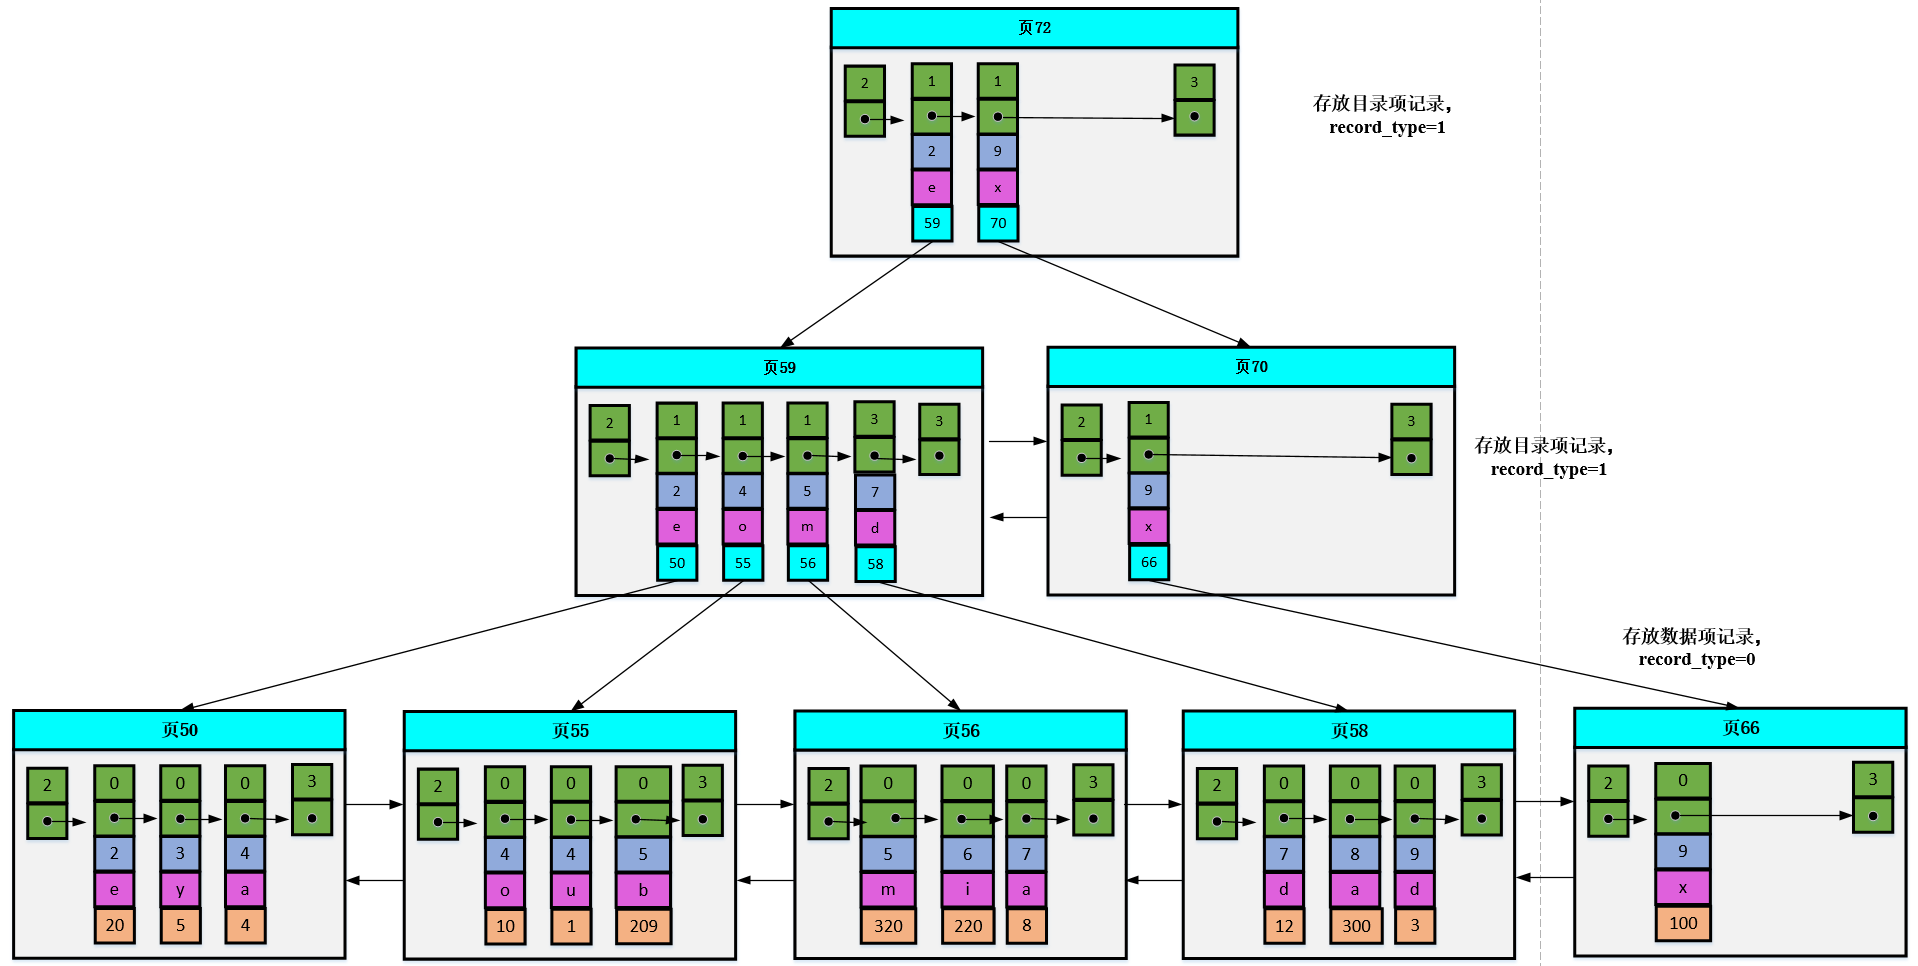 页72
2 1 1 3
2 9
e x
59 70
存放目录项记录，
record_type=1
页59
2 1 1 1 3 3
2 4 5 7
e o m d
50 55 56 58
页70
2 1 3
9
x
66
存放目录项记录，
record_type=1
存放数据项记录，
record_type=0
页50
2 0 0 0 3
2 3 4
e y a
20 5 4
页55
2 0 0 0 3
4 4 5
o u b
10 1 209
页56
2 0 0 0 3
5 6 7
m i a
320 220 8
页58
2 0 0 0 3
7 8 9
d a d
12 300 3
页66
2 0 3
9
x
100